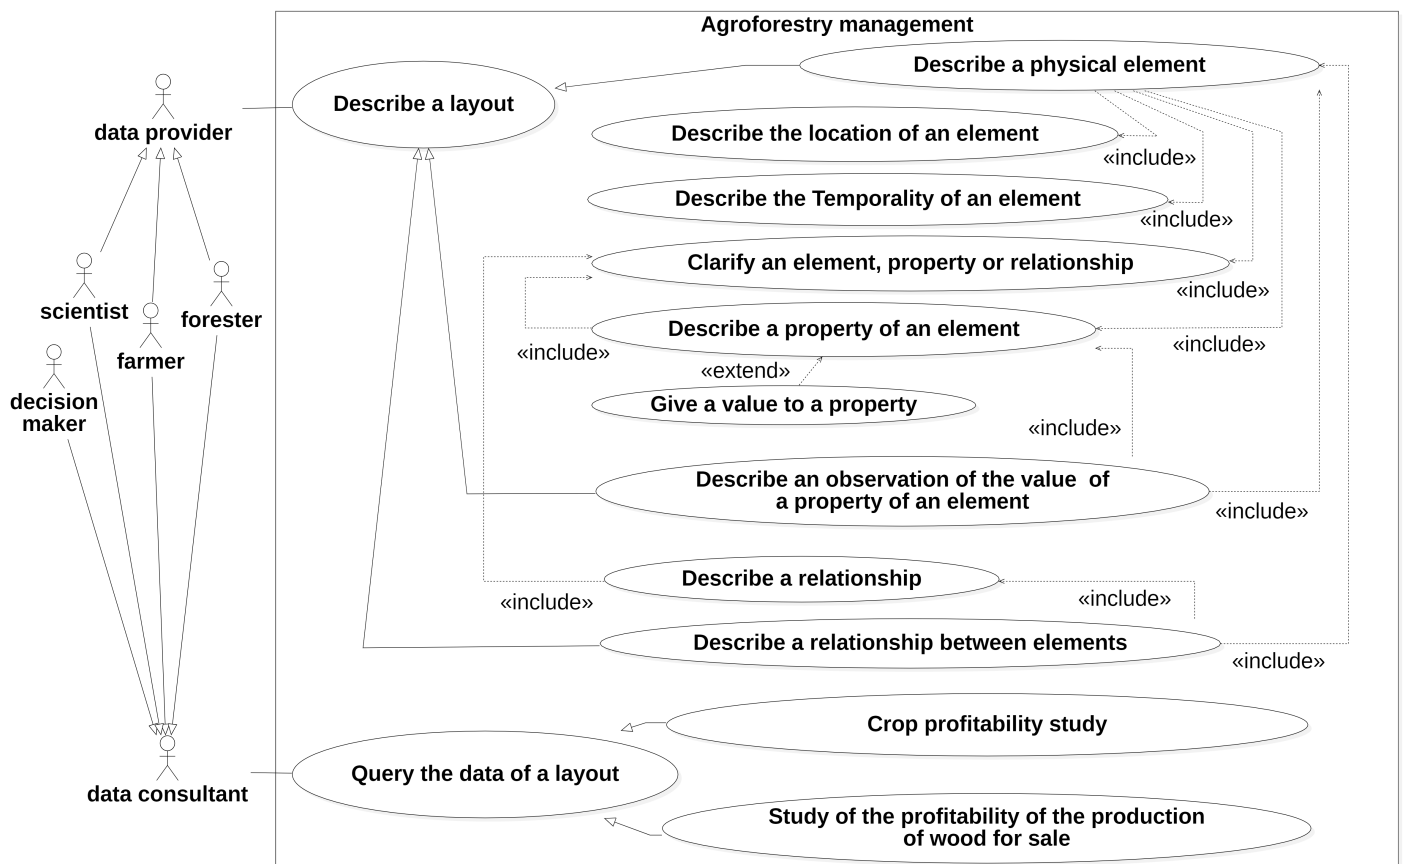 Agroforestry management
Describe a physical element
Describe a layout
data provider
Describe the location of an element
«include»
Describe the Temporality of an element
«include»
Clarify an element, property or relationship
«include»
scientist
forester
farmer
Describe a property of an element
«include»
«include»
«extend»
decision
maker
Give a value to a property
«include»
Describe an observation of the value  of
a property of an element
«include»
Describe a relationship
«include»
«include»
Describe a relationship between elements
«include»
Crop profitability study
Query the data of a layout
data consultant
Study of the profitability of the production
of wood for sale